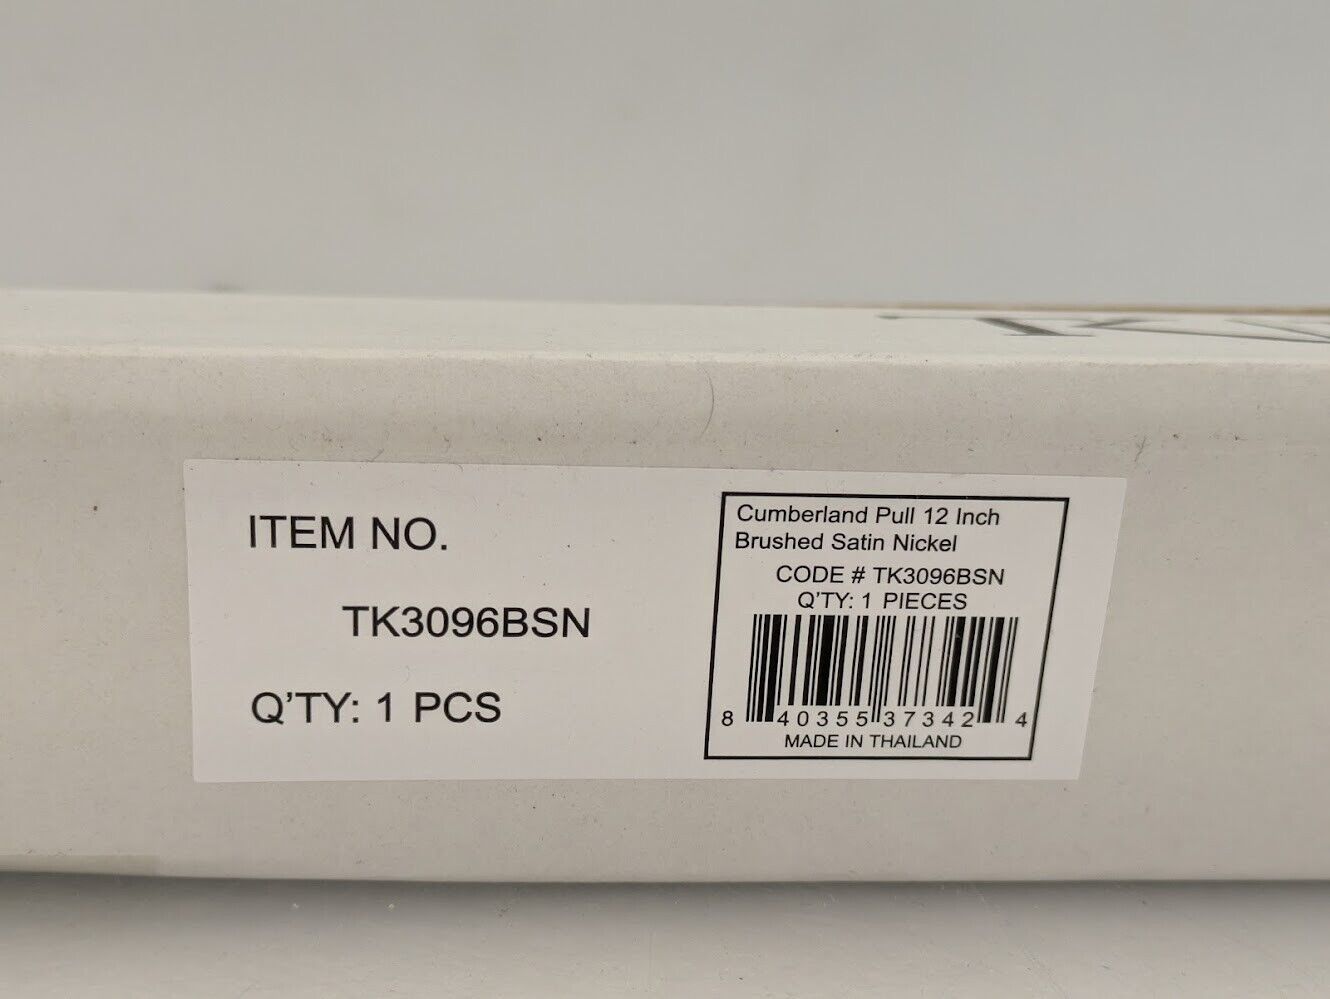 ITEM NO.
TK3096BSN
Q'TY: 1 PCS
Cumberland Pull 12 Inch
Brushed Satin Nickel
CODE # TK3096BSN
Q'TY: 1 PIECES
8 40355 37342 4
MADE IN THAILAND